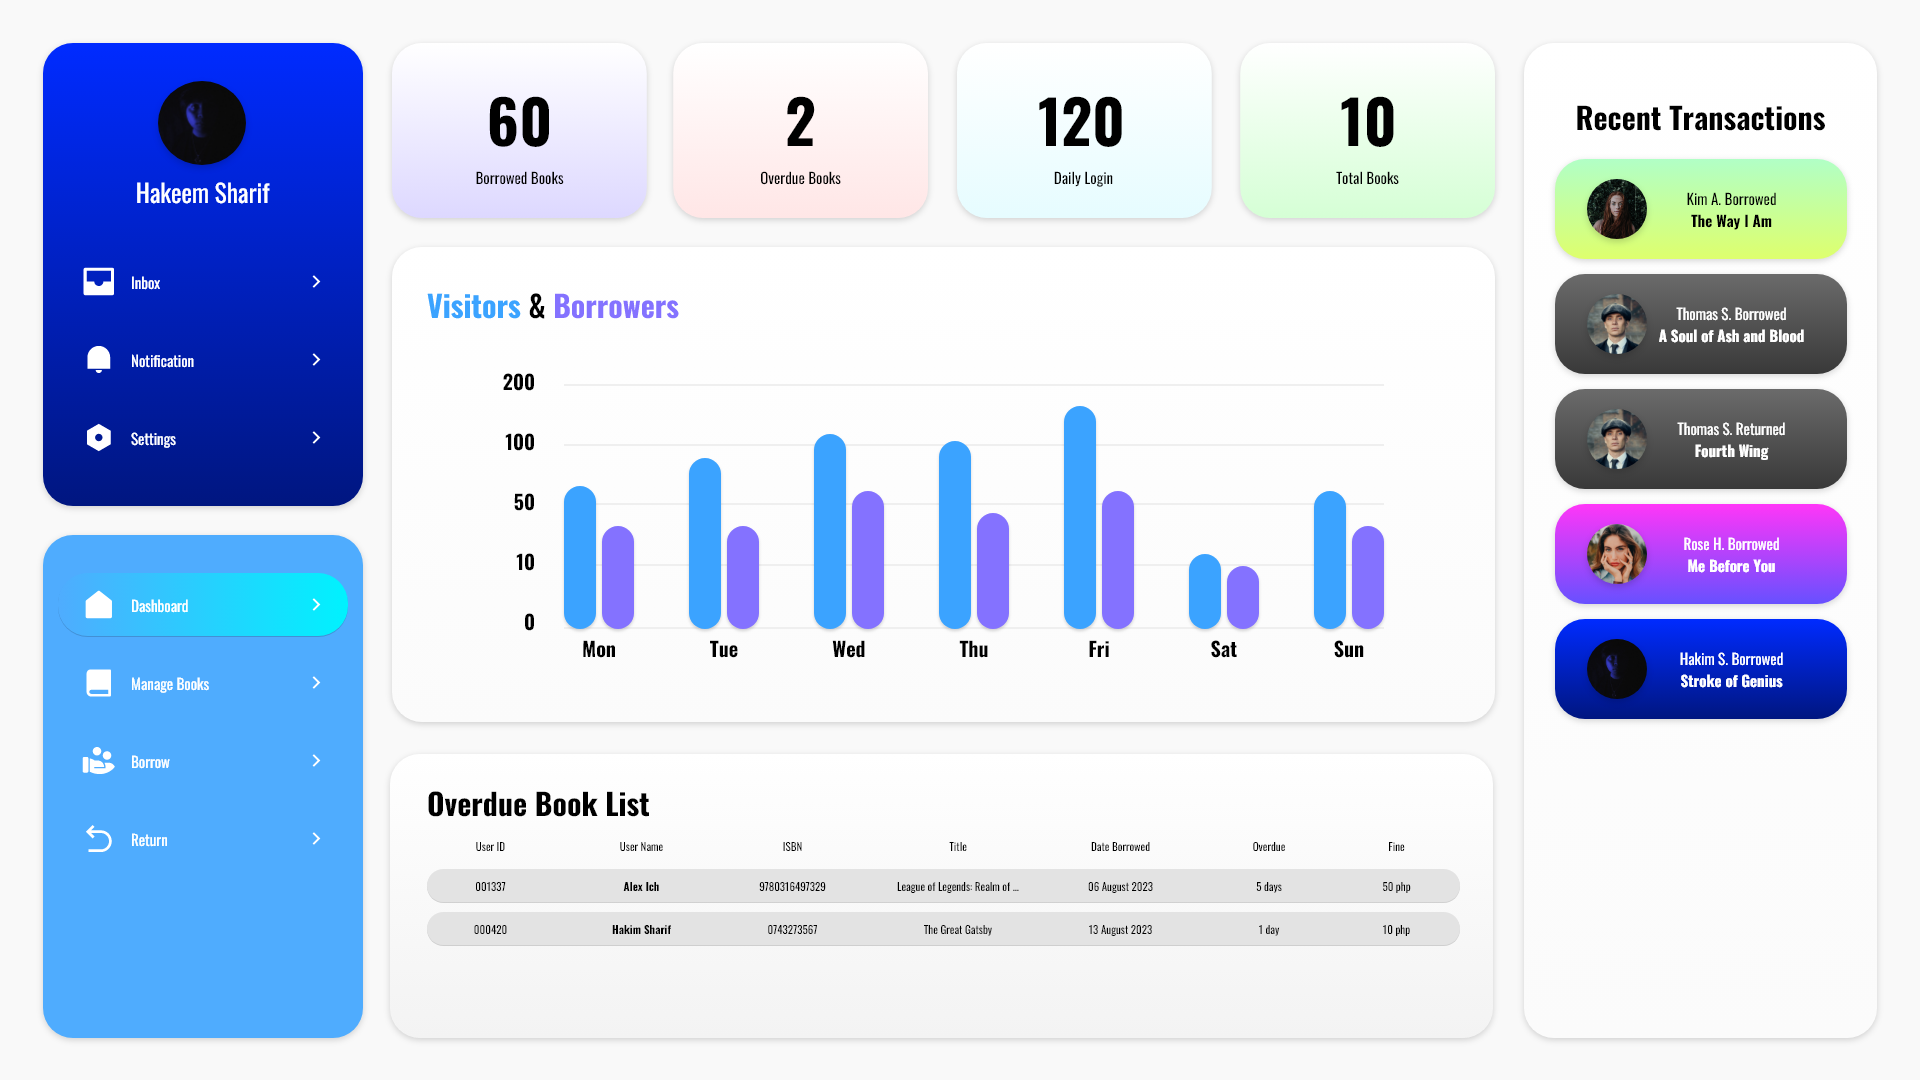 Hakeem Sharif
Inbox
Notification
Settings
Dashboard
Manage Books
Borrow
Return
60
Borrowed Books
2
Overdue Books
120
Daily Login
10
Total Books
Visitors & Borrowers
200
100
50
10
0
Mon Tue Wed Thu Fri Sat Sun
Overdue Book List
User ID User Name ISBN Title Date Borrowed Overdue Fine
001337 Alex Ich 9780316497329 League of Legends: Realm of ... 06 August 2023 5 days 50 php
000420 Hakim Sharif 0743273567 The Great Gatsby 13 August 2023 1 day 10 php
Recent Transactions
Kim A. Borrowed
The Way I Am
Thomas S. Borrowed
A Soul of Ash and Blood
Thomas S. Returned
Fourth Wing
Rose H. Borrowed
Me Before You
Hakim S. Borrowed
Stroke of Genius